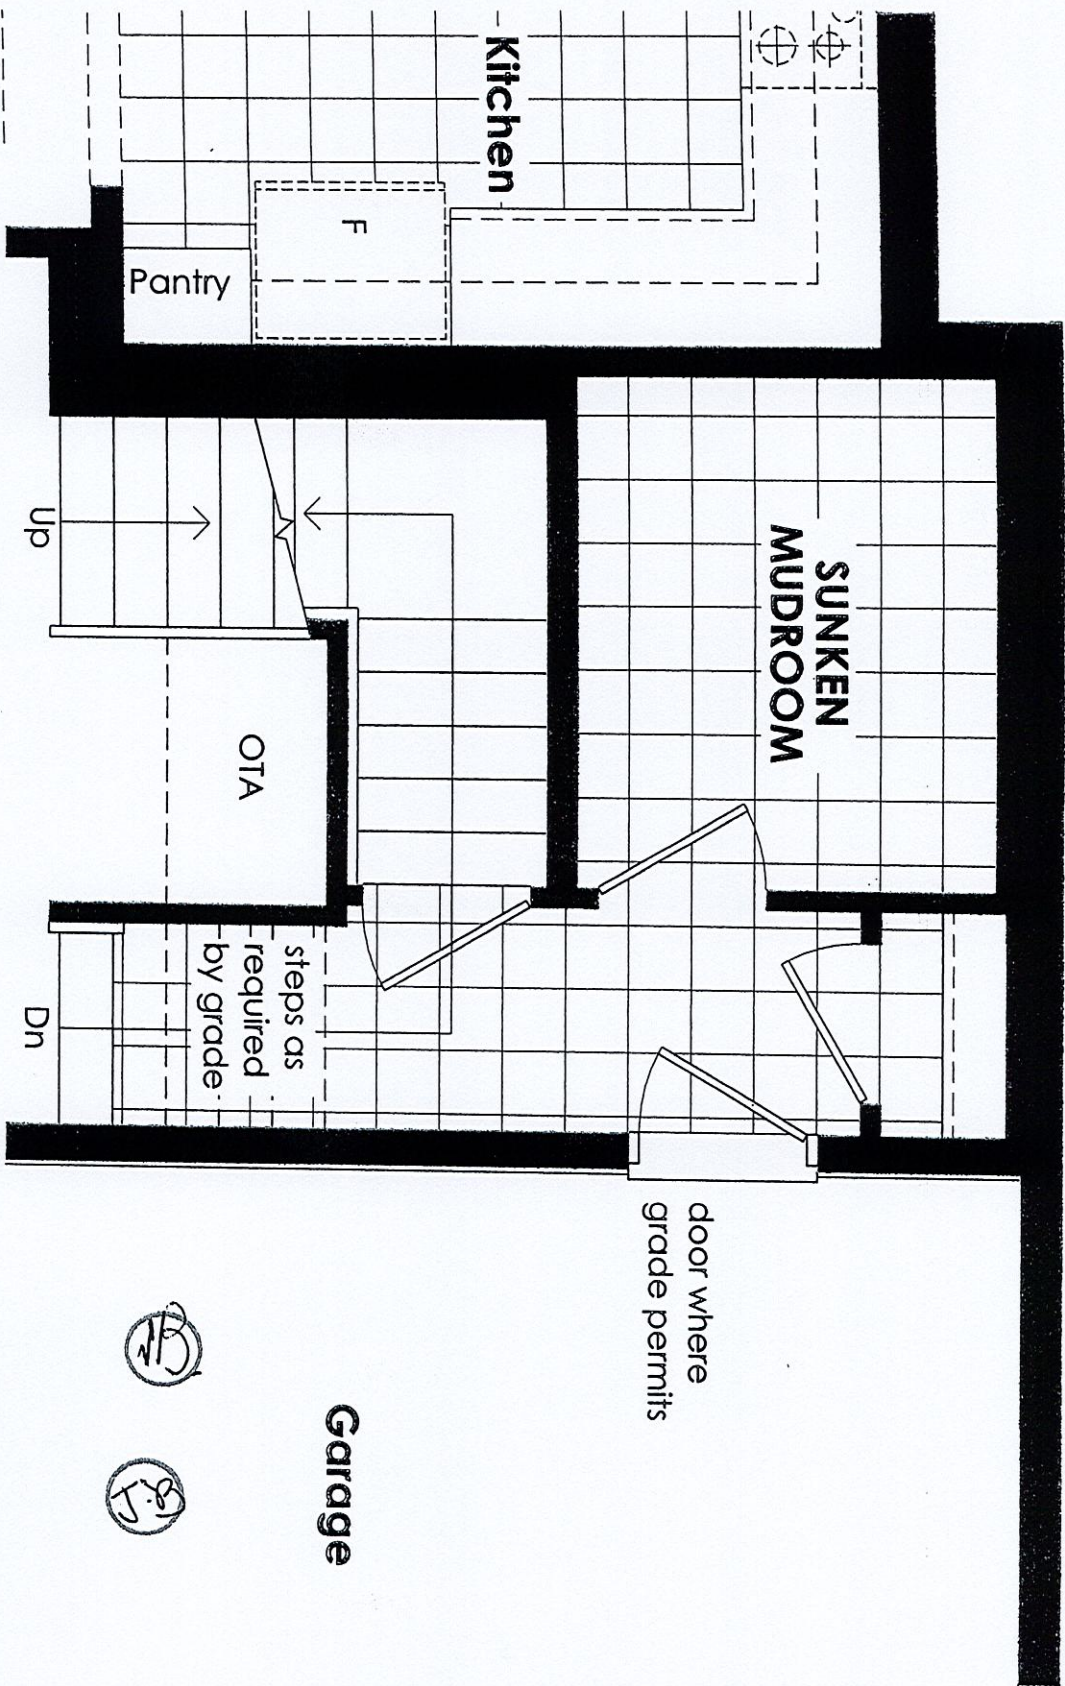 Kitchen
F
Pantry
SUNKEN
MUDROOM
Up
OTA
steps as
required
by grade
Dn
door where
grade permits
Garage
J.B